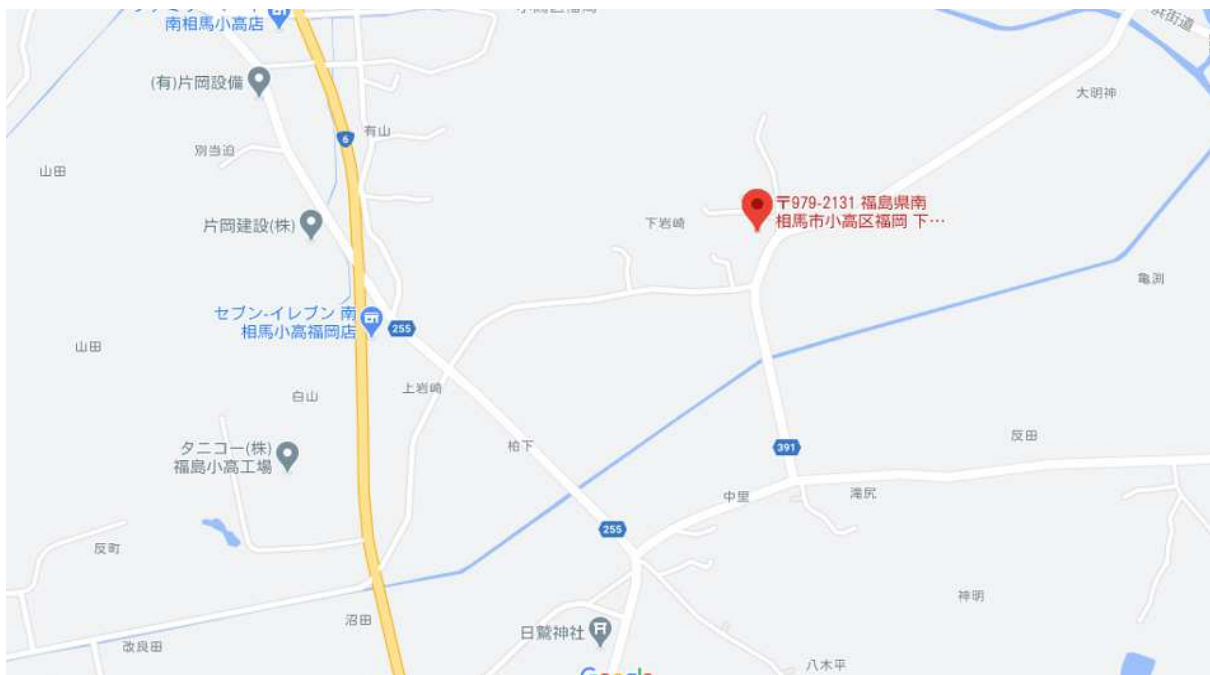 南相馬小高店
(有)片岡設備
大明神
6
有山
別当迫
山田
〒979-2131 福島県南
相馬市小高区福岡 下…
片岡建設(株)
下岩崎
亀渕
セブン-イレブン 南
相馬小高福岡店
255
山田
上岩崎
白山
反田
タニコー(株)
福島小高工場
柏下
391
中里
滝尻
255
反町
神明
沼田
日鷲神社
改良田
八木平
Google